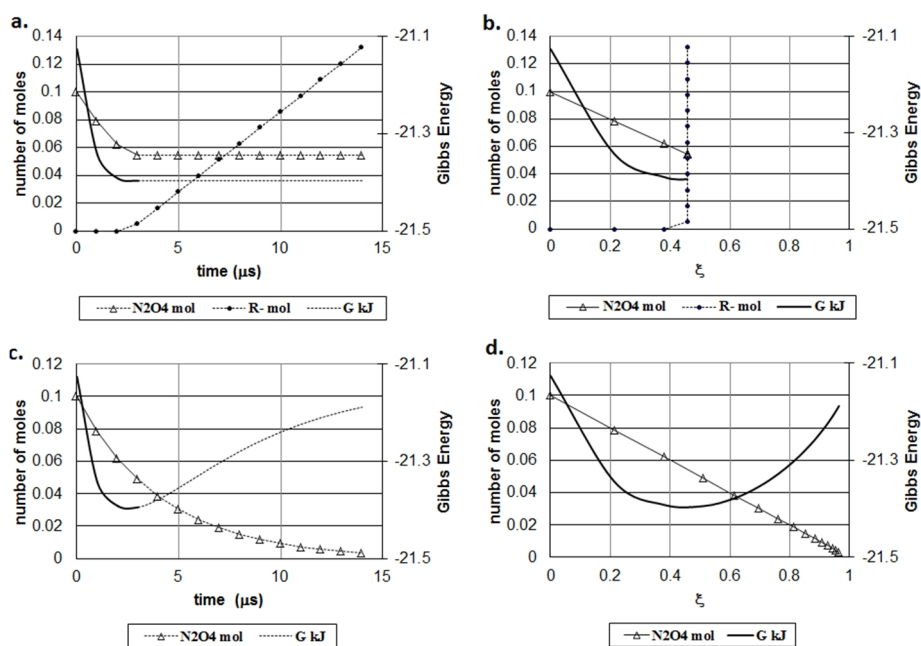 a.
number of moles
0.14
0.12
0.1
0.08
0.06
0.04
0.02
0
0
5
10
15
time (μs)
-21.1
-21.3
-21.5
Gibbs Energy
N2O4 mol
R- mol
G kJ
b.
number of moles
0.14
0.12
0.1
0.08
0.06
0.04
0.02
0
0
0.2
0.4
0.6
0.8
1
ξ
-21.1
-21.3
-21.5
Gibbs Energy
N2O4 mol
R- mol
G kJ
c.
number of moles
0.12
0.1
0.08
0.06
0.04
0.02
0
0
5
10
15
time (μs)
-21.1
-21.3
-21.5
Gibbs Energy
N2O4 mol
G kJ
d.
number of moles
0.12
0.1
0.08
0.06
0.04
0.02
0
0
0.2
0.4
0.6
0.8
1
ξ
-21.1
-21.3
-21.5
Gibbs Energy
N2O4 mol
G kJ